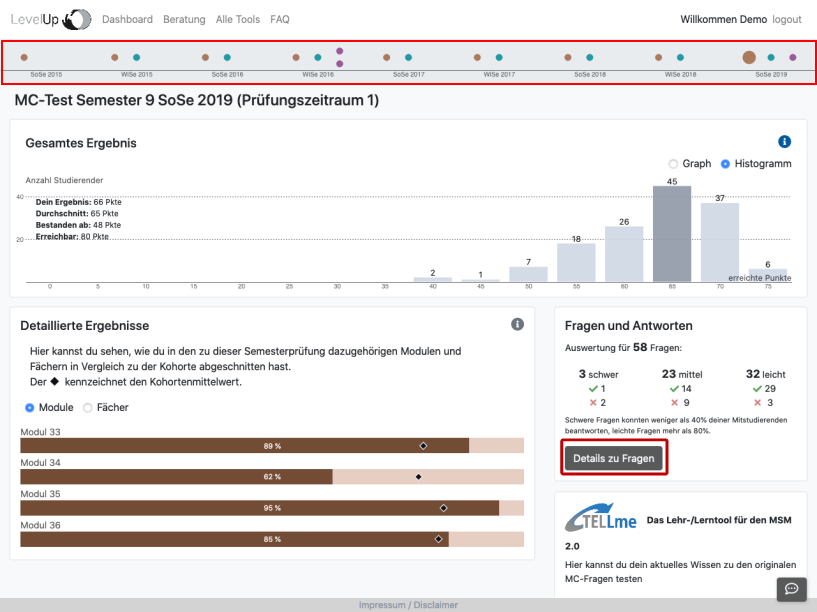 LevelUp Dashboard Beratung Alle Tools FAQ Willkommen Demo logout
SoSe 2015 WiSe 2015 SoSe 2016 WiSe 2016 SoSe 2017 WiSe 2017 SoSe 2018 WiSe 2018 SoSe 2019
MC-Test Semester 9 SoSe 2019 (Prüfungszeitraum 1)
Gesamtes Ergebnis i
Graph Histogramm
Anzahl Studierender
Dein Ergebnis: 66 Pkte
Durchschnitt: 65 Pkte
Bestanden ab: 48 Pkte
Erreichbar: 80 Pkte
40
20
2 1 7 18 26 45 37 6
erreichte Punkte
0 5 10 15 20 25 30 35 40 45 50 55 60 65 70 75
Detaillierte Ergebnisse i
Hier kannst du sehen, wie du in den zu dieser Semesterprüfung dazugehörigen Modulen und
Fächern in Vergleich zu der Kohorte abgeschnitten hast.
Der ◆ kennzeichnet den Kohortenmittelwert.
Module Fächer
Modul 33
89 %
Modul 34
62 %
Modul 35
95 %
Modul 36
85 %
Fragen und Antworten
Auswertung für 58 Fragen:
3 schwer 23 mittel 32 leicht
✓ 1 ✓ 14 ✓ 29
× 2 × 9 × 3
Schwere Fragen konnten weniger als 40% deiner Mitstudierenden
beantworten, leichte Fragen mehr als 80%.
Details zu Fragen
TELLme Das Lehr-/Lerntool für den MSM
2.0
Hier kannst du dein aktuelles Wissen zu den originalen
MC-Fragen testen
Impressum / Disclaimer